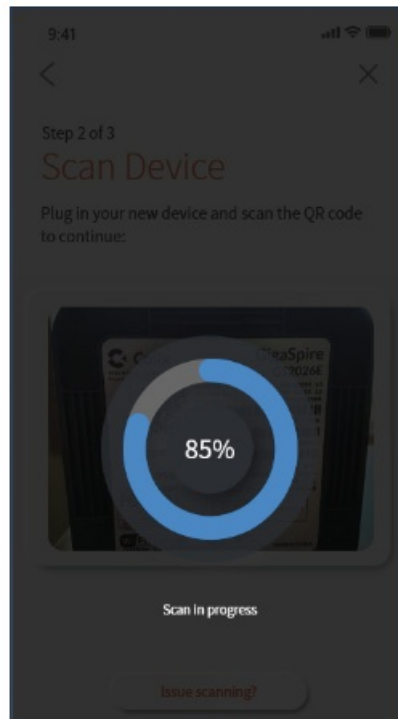 9:41
Step 2 of 3
Scan Device
Plug in your new device and scan the QR code
to continue:
GigaSpire
85%
Scan in progress
Issue scanning?